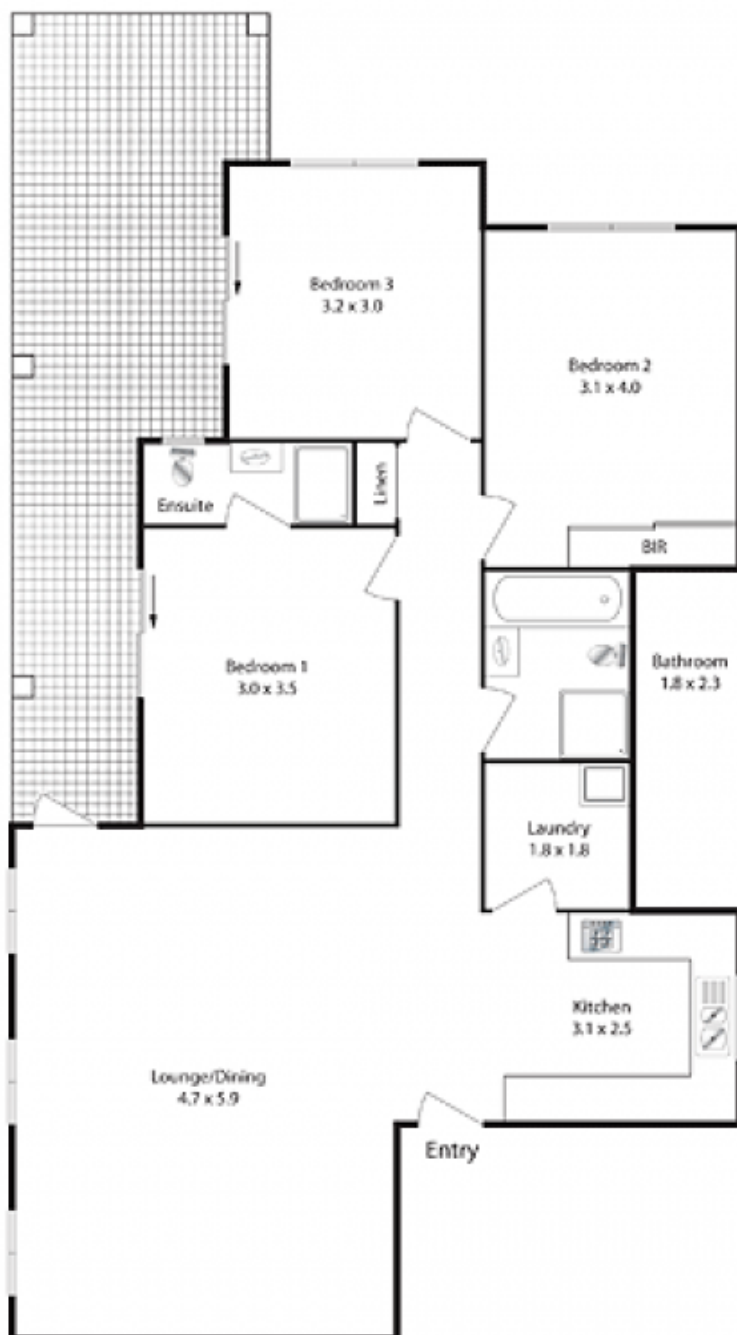 Bedroom 3
3.2 x 3.0
Bedroom 2
3.1 x 4.0
Ensuite
Linen
BIR
Bedroom 1
3.0 x 3.5
Bathroom
1.8 x 2.3
Laundry
1.8 x 1.8
Kitchen
3.1 x 2.5
Lounge/Dining
4.7 x 5.9
Entry